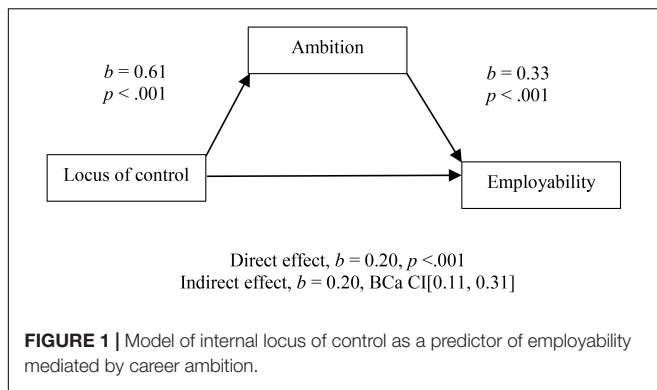 Ambition
b = 0.61
p < .001
b = 0.33
p < .001
Locus of control
Employability
Direct effect, b = 0.20, p <.001
Indirect effect, b = 0.20, BCa CI[0.11, 0.31]
FIGURE 1 | Model of internal locus of control as a predictor of employability
mediated by career ambition.